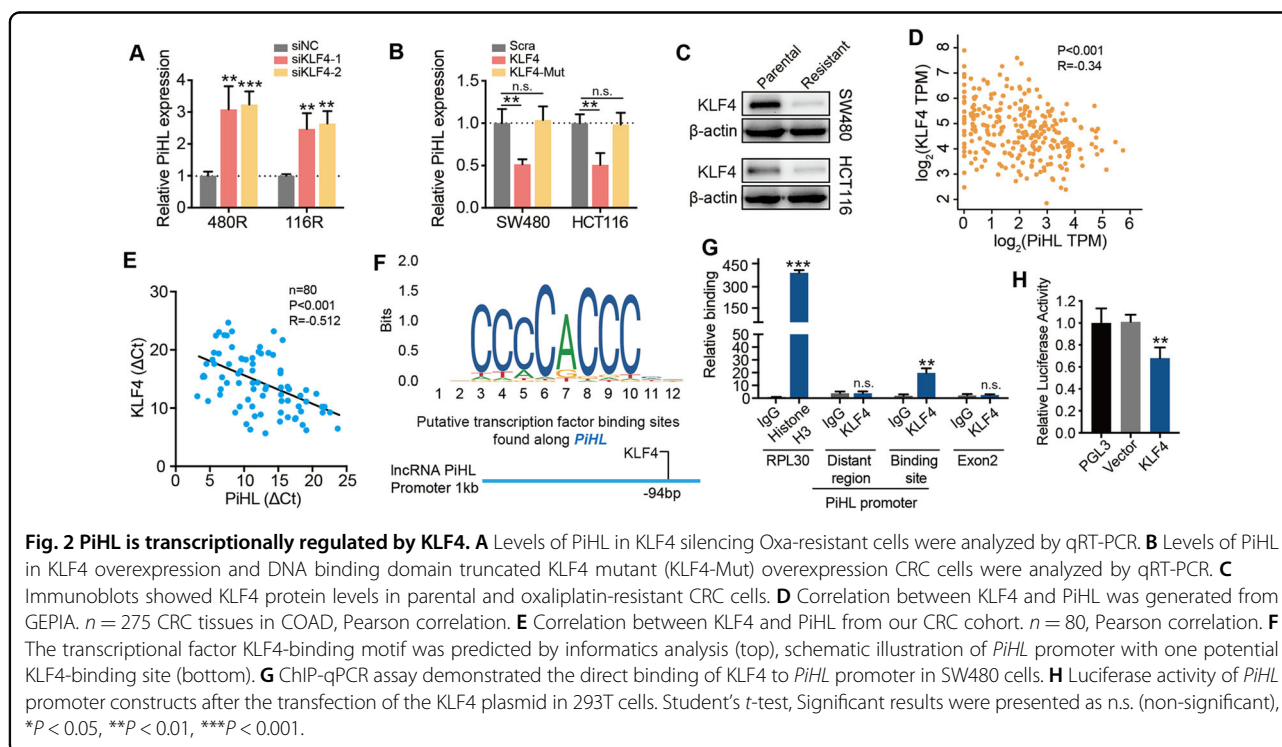 A
siNC
siKLF4-1
siKLF4-2
Relative PiHL expression
4
3
2
1
0
** ***
** **
480R 116R
B
Scra
KLF4
KLF4-Mut
Relative PiHL expression
1.5
1.0
0.5
0.0
n.s. n.s.
** **
SW480 HCT116
C
Parental Resistant
KLF4
β-actin
SW480
KLF4
β-actin
HCT116
D
P<0.001
R=-0.34
log2(KLF4 TPM)
8
7
6
5
4
3
2
0 1 2 3 4 5 6
log2(PiHL TPM)
E
n=80
P<0.001
R=-0.512
KLF4 (ΔCt)
30
20
10
0
0 5 10 15 20 25
PiHL (ΔCt)
F
Bits
2.0
1.5
1.0
0.5
0.0
CCCCACCC
1 2 3 4 5 6 7 8 9 10 11 12
Putative transcription factor binding sites
found along PiHL
KLF4
lncRNA PiHL
Promoter 1kb
-94bp
G
Relative binding
450
300
150
50
40
30
20
10
0
***
n.s. ** n.s.
IgG Histone H3 IgG KLF4 IgG KLF4 IgG KLF4
RPL30 Distant region Binding site Exon2
PiHL promoter
H
Relative Luciferase Activity
1.2
1.0
0.8
0.6
0.4
0.2
0.0
**
PGL3 Vector KLF4
Fig. 2 PiHL is transcriptionally regulated by KLF4. A Levels of PiHL in KLF4 silencing Oxa-resistant cells were analyzed by qRT-PCR. B Levels of PiHL
in KLF4 overexpression and DNA binding domain truncated KLF4 mutant (KLF4-Mut) overexpression CRC cells were analyzed by qRT-PCR. C
Immunoblots showed KLF4 protein levels in parental and oxaliplatin-resistant CRC cells. D Correlation between KLF4 and PiHL was generated from
GEPIA. n = 275 CRC tissues in COAD, Pearson correlation. E Correlation between KLF4 and PiHL from our CRC cohort. n = 80, Pearson correlation. F
The transcriptional factor KLF4-binding motif was predicted by informatics analysis (top), schematic illustration of PiHL promoter with one potential
KLF4-binding site (bottom). G ChIP-qPCR assay demonstrated the direct binding of KLF4 to PiHL promoter in SW480 cells. H Luciferase activity of PiHL
promoter constructs after the transfection of the KLF4 plasmid in 293T cells. Student's t-test, Significant results were presented as n.s. (non-significant),
*P < 0.05, **P < 0.01, ***P < 0.001.